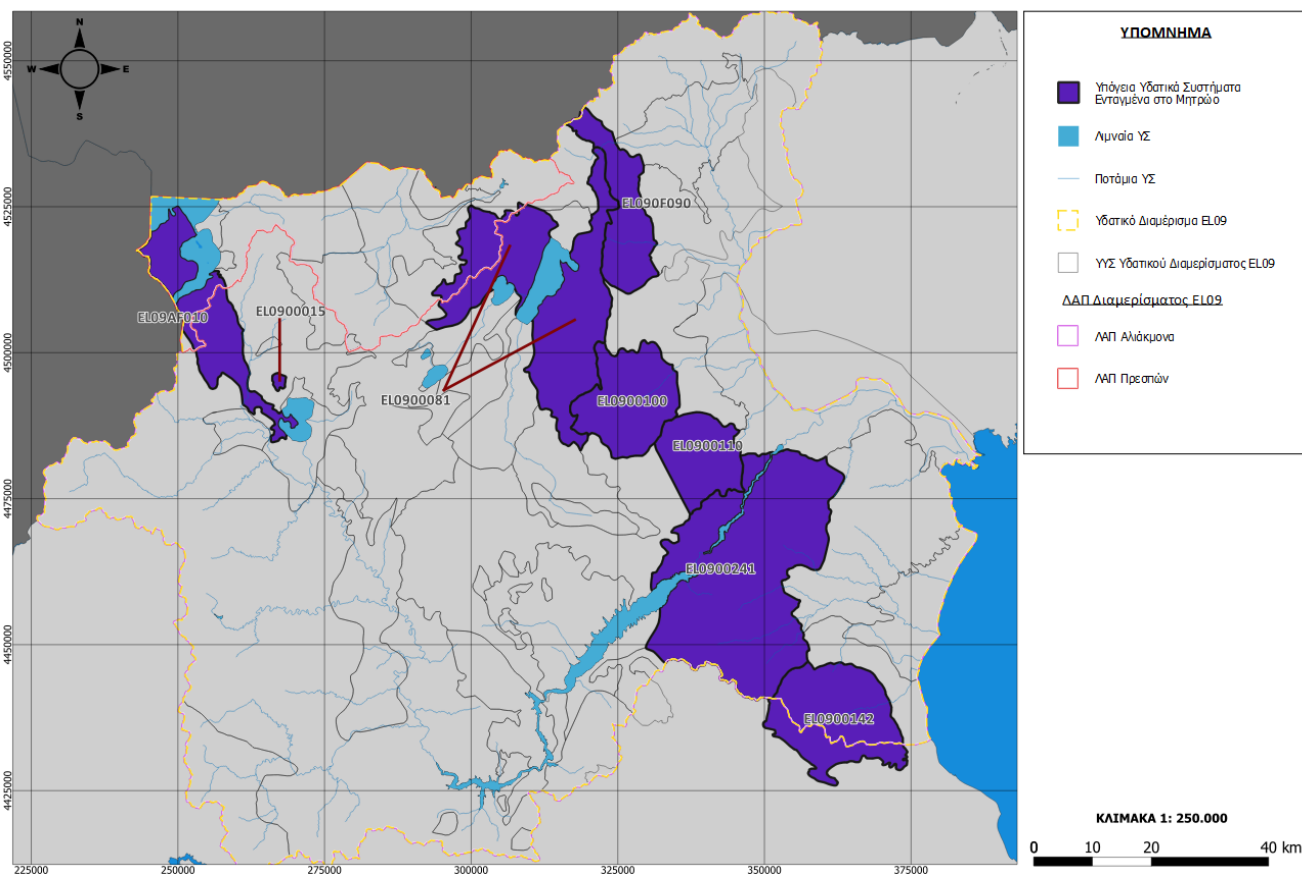 N
W
E
S
4550000
4525000
4500000
4475000
4450000
4425000
225000
250000
275000
300000
325000
350000
375000
EL090F090
EL09AF010
EL0900015
EL0900081
EL0900100
EL0900110
EL0900241
EL0900142
ΥΠΟΜΝΗΜΑ
Υπόγεια Υδατικά Συστήματα
Ενταγμένα στο Μητρώο
Λιμναία ΥΣ
Ποτάμια ΥΣ
Υδατικό Διαμέρισμα EL09
ΥΥΣ Υδατικού Διαμερίσματος EL09
ΛΑΠ Διαμερίσματος EL09
ΛΑΠ Αλιάκμονα
ΛΑΠ Πρεσπών
ΚΛΙΜΑΚΑ 1: 250.000
0 10 20 40 km